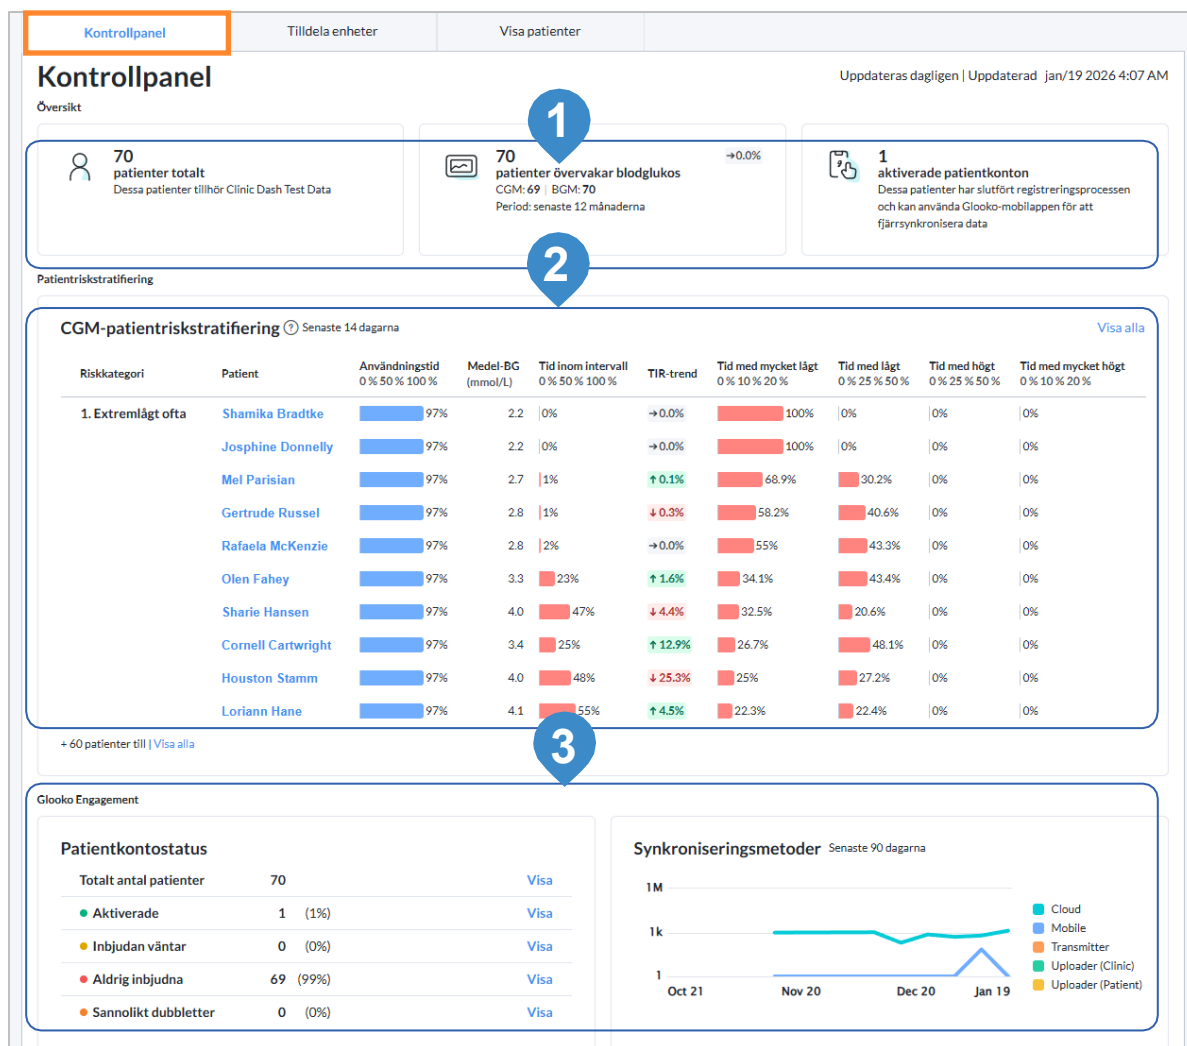 Kontrollpanel
Tilldela enheter
Visa patienter
Kontrollpanel
Uppdateras dagligen | Uppdaterad jan/19 2026 4:07 AM
Översikt
1
70
patienter totalt
Dessa patienter tillhör Clinic Dash Test Data
70
→0.0%
patienter övervakar blodglukos
CGM: 69 | BGM: 70
Period: senaste 12 månaderna
1
aktiverade patientkonton
Dessa patienter har slutfört registreringsprocessen
och kan använda Glooko-mobilappen för att
fjärrsynkronisera data
2
Patientriskstratifiering
CGM-patientriskstratifiering ? Senaste 14 dagarna
Visa alla
Riskkategori Patient Användningstid 0 % 50 % 100 % Medel-BG (mmol/L) Tid inom intervall 0 % 50 % 100 % TIR-trend Tid med mycket lågt 0 % 10 % 20 % Tid med lågt 0 % 25 % 50 % Tid med högt 0 % 25 % 50 % Tid med mycket högt 0 % 10 % 20 %
1. Extremlågt ofta Shamika Bradtke 97% 2.2 0% →0.0% 100% 0% 0% 0%
Josphine Donnelly 97% 2.2 0% →0.0% 100% 0% 0% 0%
Mel Parisian 97% 2.7 1% ↑0.1% 68.9% 30.2% 0% 0%
Gertrude Russel 97% 2.8 1% ↓0.3% 58.2% 40.6% 0% 0%
Rafaela McKenzie 97% 2.8 2% →0.0% 55% 43.3% 0% 0%
Olen Fahey 97% 3.3 23% ↑1.6% 34.1% 43.4% 0% 0%
Sharie Hansen 97% 4.0 47% ↓4.4% 32.5% 20.6% 0% 0%
Cornell Cartwright 97% 3.4 25% ↑12.9% 26.7% 48.1% 0% 0%
Houston Stamm 97% 4.0 48% ↓25.3% 25% 27.2% 0% 0%
Loriann Hane 97% 4.1 55% ↑4.5% 22.3% 22.4% 0% 0%
+ 60 patienter till | Visa alla
3
Glooko Engagement
Patientkontostatus
Totalt antal patienter 70 Visa
Aktiverade 1 (1%) Visa
Inbjudan väntar 0 (0%) Visa
Aldrig inbjudna 69 (99%) Visa
Sannolikt dubbletter 0 (0%) Visa
Synkroniseringsmetoder Senaste 90 dagarna
1M
1k
1
Oct 21 Nov 20 Dec 20 Jan 19
Cloud
Mobile
Transmitter
Uploader (Clinic)
Uploader (Patient)